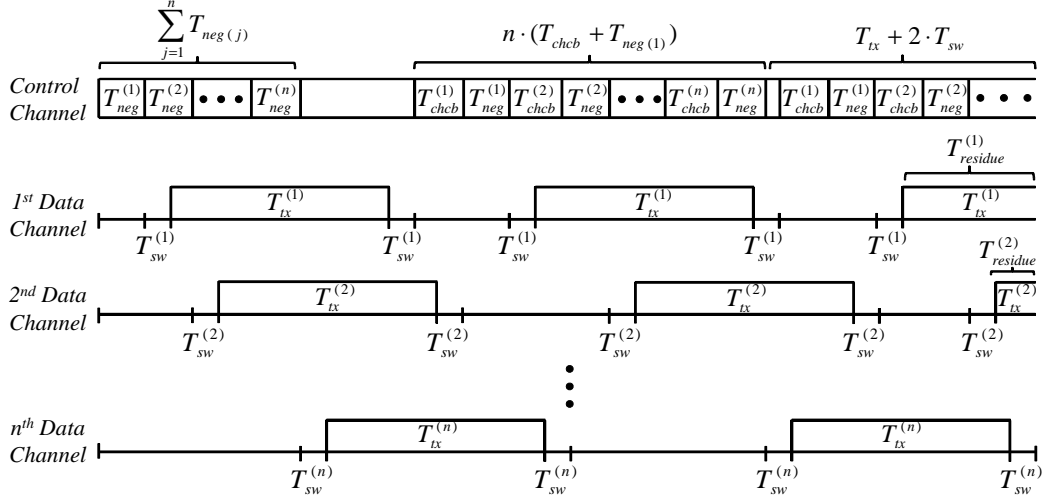 \sum_{j=1}^{n} T_{neg(j)} n · (T_{chcb} + T_{neg(1)}) T_{tx} + 2 · T_{sw}
Control Channel
T_{neg}^{(1)} T_{neg}^{(2)} ••• T_{neg}^{(n)} T_{chcb}^{(1)} T_{neg}^{(1)} T_{chcb}^{(2)} T_{neg}^{(2)} ••• T_{chcb}^{(n)} T_{neg}^{(n)} T_{chcb}^{(1)} T_{neg}^{(1)} T_{chcb}^{(2)} T_{neg}^{(2)} •••
T_{residue}^{(1)}
1^{st} Data Channel
T_{tx}^{(1)} T_{tx}^{(1)} T_{tx}^{(1)}
T_{sw}^{(1)} T_{sw}^{(1)} T_{sw}^{(1)} T_{sw}^{(1)} T_{sw}^{(1)}
T_{residue}^{(2)}
2^{nd} Data Channel
T_{tx}^{(2)} T_{tx}^{(2)} T_{tx}^{(2)}
T_{sw}^{(2)} T_{sw}^{(2)} T_{sw}^{(2)} T_{sw}^{(2)} T_{sw}^{(2)}
n^{th} Data Channel
T_{tx}^{(n)} T_{tx}^{(n)}
T_{sw}^{(n)} T_{sw}^{(n)} T_{sw}^{(n)} T_{sw}^{(n)}